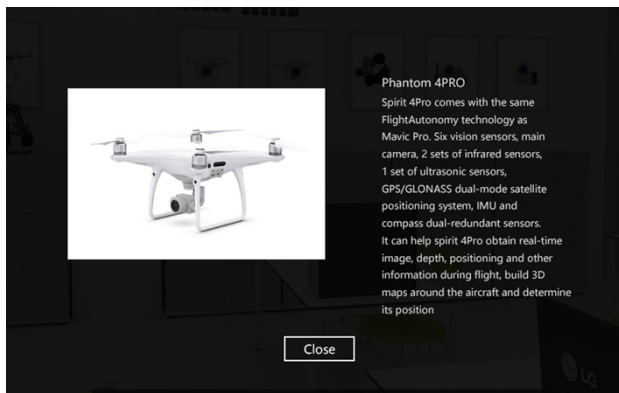 Phantom 4PRO
Spirit 4Pro comes with the same
FlightAutonomy technology as
Mavic Pro. Six vision sensors, main
camera, 2 sets of infrared sensors,
1 set of ultrasonic sensors,
GPS/GLONASS dual-mode satellite
positioning system, IMU and
compass dual-redundant sensors.
It can help spirit 4Pro obtain real-time
image, depth, positioning and other
information during flight, build 3D
maps around the aircraft and determine
its position
Close
LG